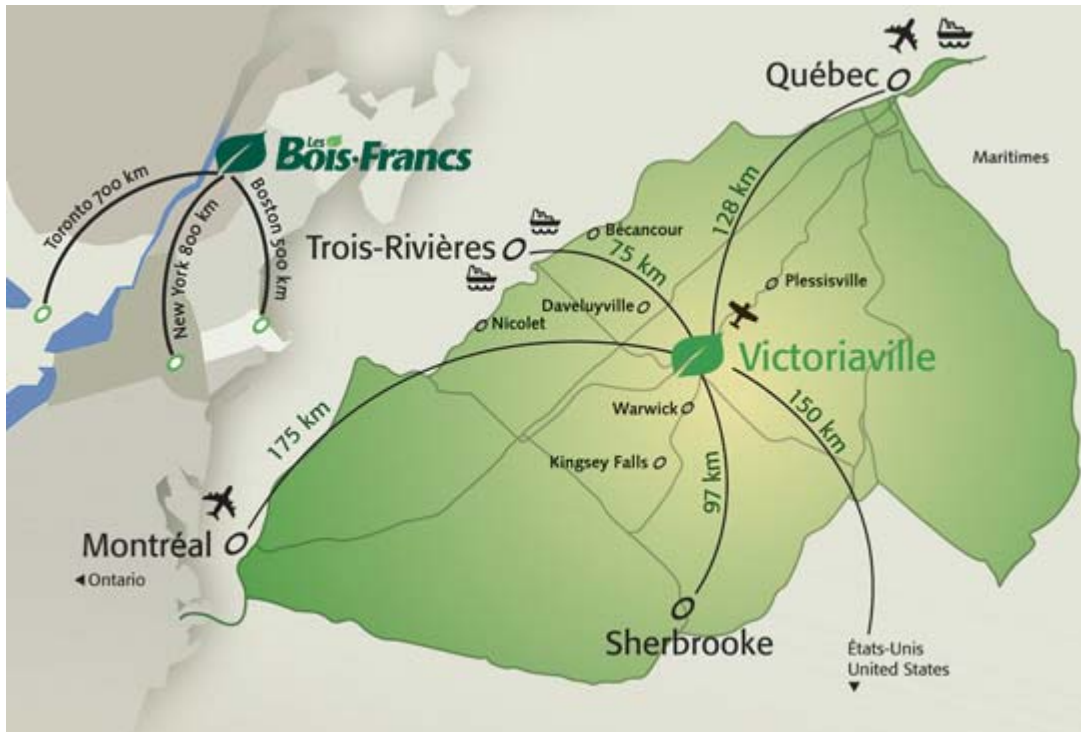 Québec
Maritimes
Les
Bois·Francs
Toronto 700 km
New York 800 km
Boston 500 km
128 km
Trois-Rivières
Bécancour
75 km
Plessisville
Daveluyville
Nicolet
Victoriaville
175 km
Warwick
150 km
Kingsey Falls
97 km
Montréal
Ontario
Sherbrooke
États-Unis
United States